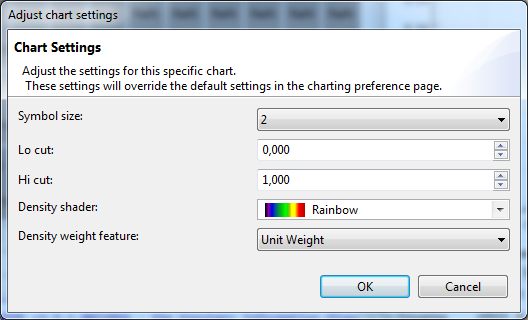 Adjust chart settings
Chart Settings
Adjust the settings for this specific chart.
These settings will override the default settings in the charting preference page.
Symbol size: 2
Lo cut: 0,000
Hi cut: 1,000
Density shader: Rainbow
Density weight feature: Unit Weight
OK Cancel